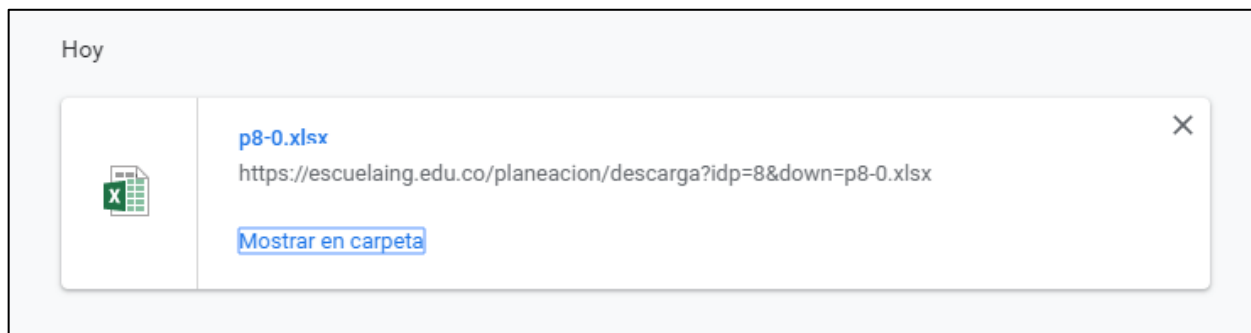 Hoy
p8-0.xlsx
https://escuelaing.edu.co/planeacion/descarga?idp=8&down=p8-0.xlsx
Mostrar en carpeta